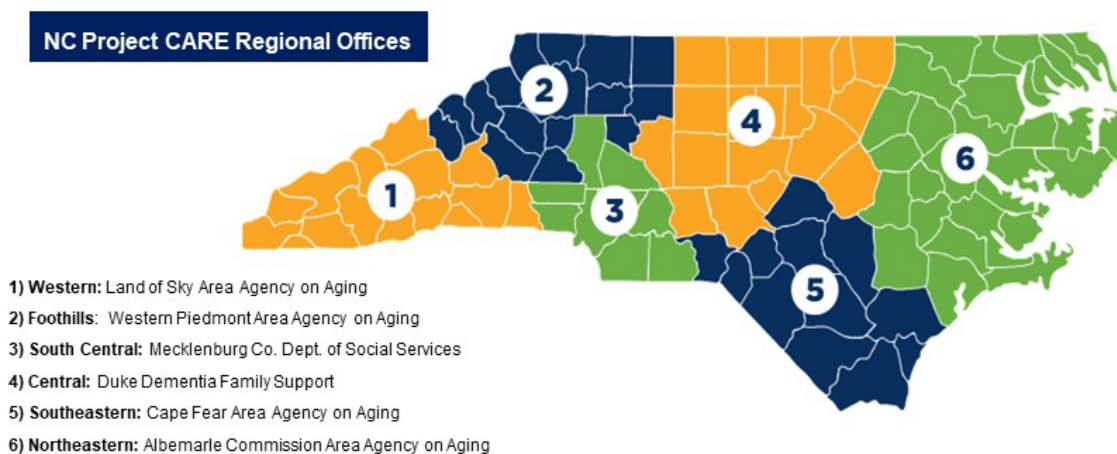 NC Project CARE Regional Offices
2
4
6
1
3
5
1) Western: Land of Sky Area Agency on Aging
2) Foothills: Western Piedmont Area Agency on Aging
3) South Central: Mecklenburg Co. Dept. of Social Services
4) Central: Duke Dementia Family Support
5) Southeastern: Cape Fear Area Agency on Aging
6) Northeastern: Albemarle Commission Area Agency on Aging